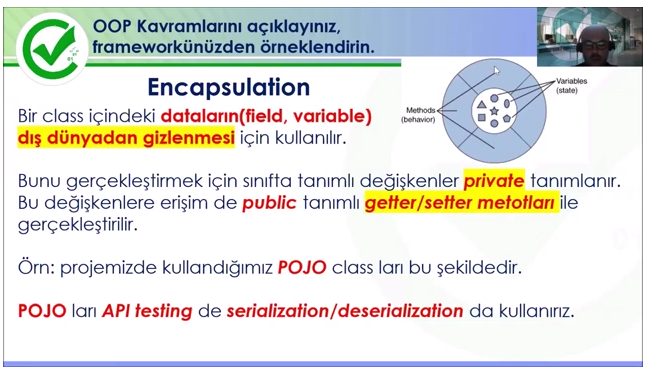 OOP Kavramlarını açıklayınız,
frameworkünüzden örneklendirin.
Encapsulation
Bir class içindeki dataların(field, variable)
dış dünyadan gizlenmesi için kullanılır.
Methods
(behavior)
Variables
(state)
Bunu gerçekleştirmek için sınıfta tanımlı değişkenler private tanımlanır.
Bu değişkenlere erişim de public tanımlı getter/setter metotları ile
gerçekleştirilir.
Örn: projemizde kullandığımız POJO class ları bu şekildedir.
POJO ları API testing de serialization/deserialization da kullanırız.